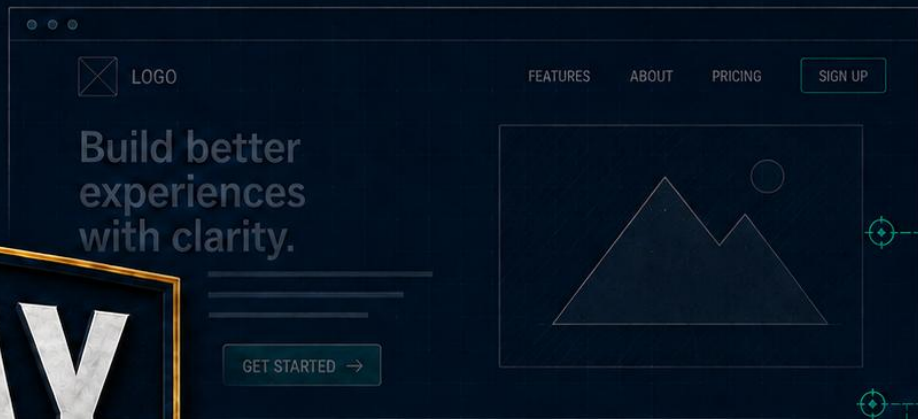 LOGO
FEATURES ABOUT PRICING SIGN UP
Build better
experiences
with clarity.
GET STARTED →